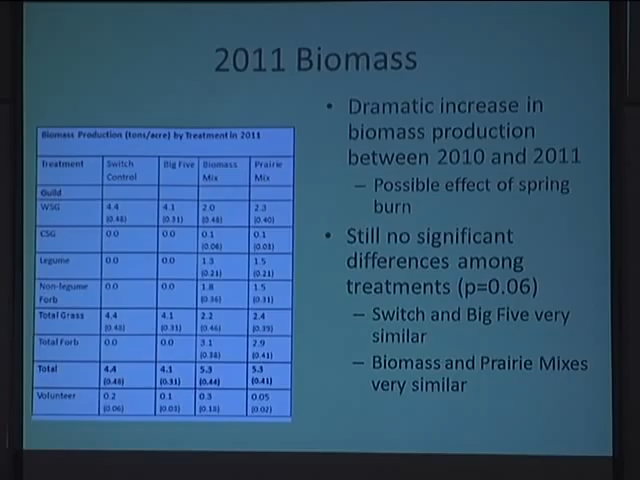 2011 Biomass
Biomass Production (tons/acre) by Treatment in 2011
Treatment Switch Control Big Five Biomass Mix Prairie Mix
Guild
WSG 4.4 (0.48) 4.1 (0.31) 2.0 (0.48) 2.3 (0.40)
CSG 0.0 0.0 0.1 (0.06) 0.1 (0.01)
Legume 0.0 0.0 1.3 (0.21) 1.5 (0.21)
Non-legume Forb 0.0 0.0 1.8 (0.36) 1.5 (0.31)
Total Grass 4.4 (0.48) 4.1 (0.31) 2.2 (0.46) 2.4 (0.39)
Total Forb 0.0 0.0 3.1 (0.38) 2.9 (0.41)
Total 4.4 (0.48) 4.1 (0.31) 5.3 (0.44) 5.3 (0.41)
Volunteer 0.2 (0.06) 0.1 (0.03) 0.3 (0.18) 0.05 (0.02)
• Dramatic increase in
biomass production
between 2010 and 2011
– Possible effect of spring
burn
• Still no significant
differences among
treatments (p=0.06)
– Switch and Big Five very
similar
– Biomass and Prairie Mixes
very similar